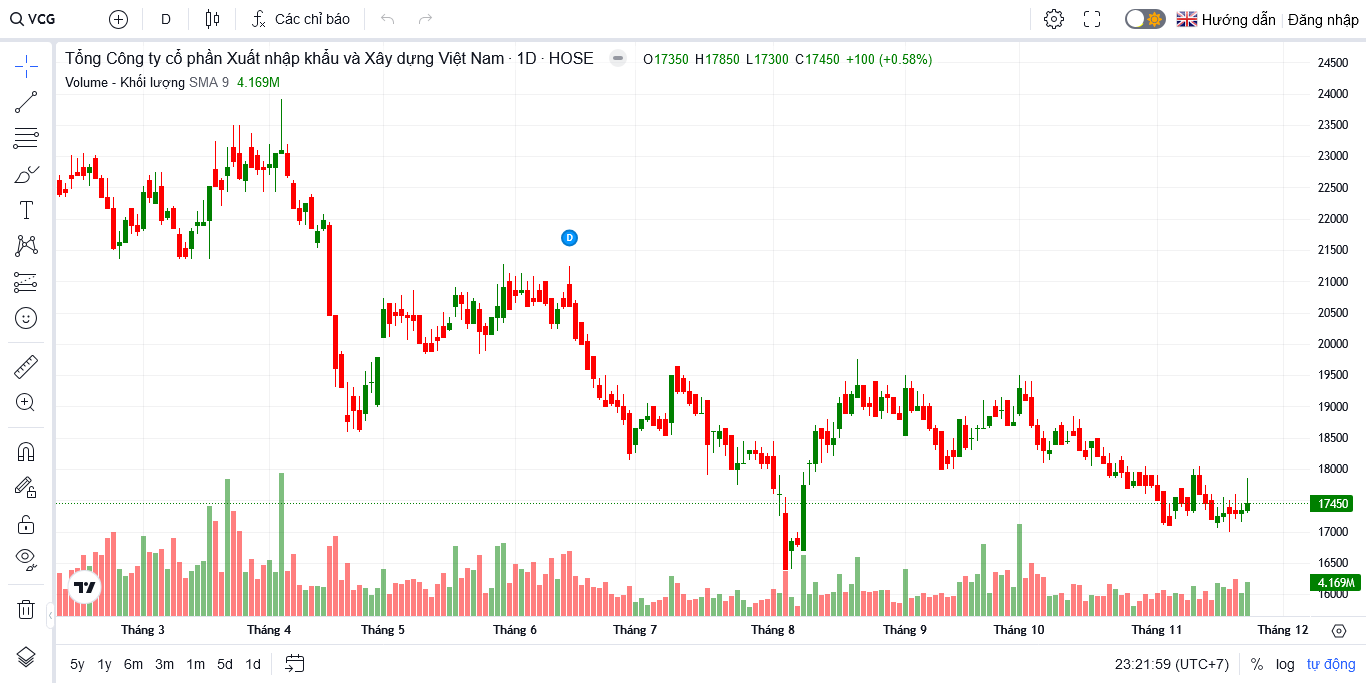 VCG D Các chỉ báo Hướng dẫn Đăng nhập
Tổng Công ty cổ phần Xuất nhập khẩu và Xây dựng Việt Nam · 1D · HOSE O17350 H17850 L17300 C17450 +100 (+0.58%)
Volume - Khối lượng SMA 9 4.169M
D
24500
24000
23500
23000
22500
22000
21500
21000
20500
20000
19500
19000
18500
18000
17450
17000
16500
4.169M
16000
Tháng 3 Tháng 4 Tháng 5 Tháng 6 Tháng 7 Tháng 8 Tháng 9 Tháng 10 Tháng 11 Tháng 12
5y 1y 6m 3m 1m 5d 1d 23:21:59 (UTC+7) % log tự động